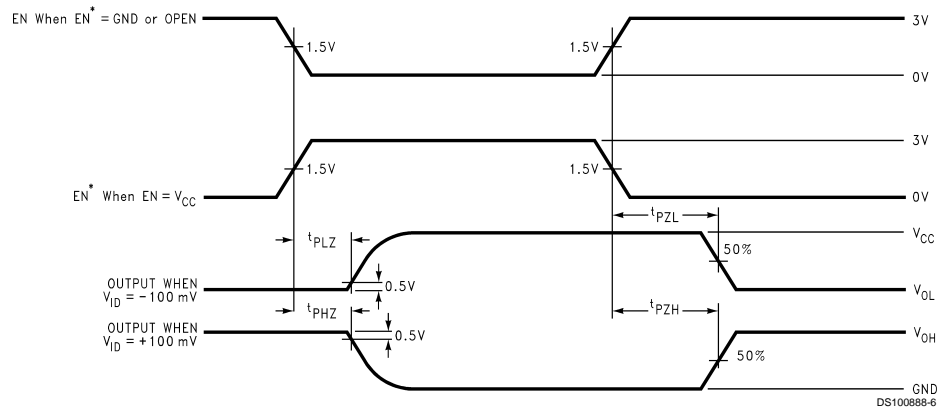 EN When EN* = GND or OPEN
3V
1.5V
1.5V
0V
3V
1.5V
1.5V
EN* When EN = VCC
0V
tPZL
VCC
tPLZ
50%
OUTPUT WHEN
VID = −100 mV
0.5V
VOL
tPHZ
tPZH
OUTPUT WHEN
VID = +100 mV
0.5V
VOH
50%
GND
DS100888-6